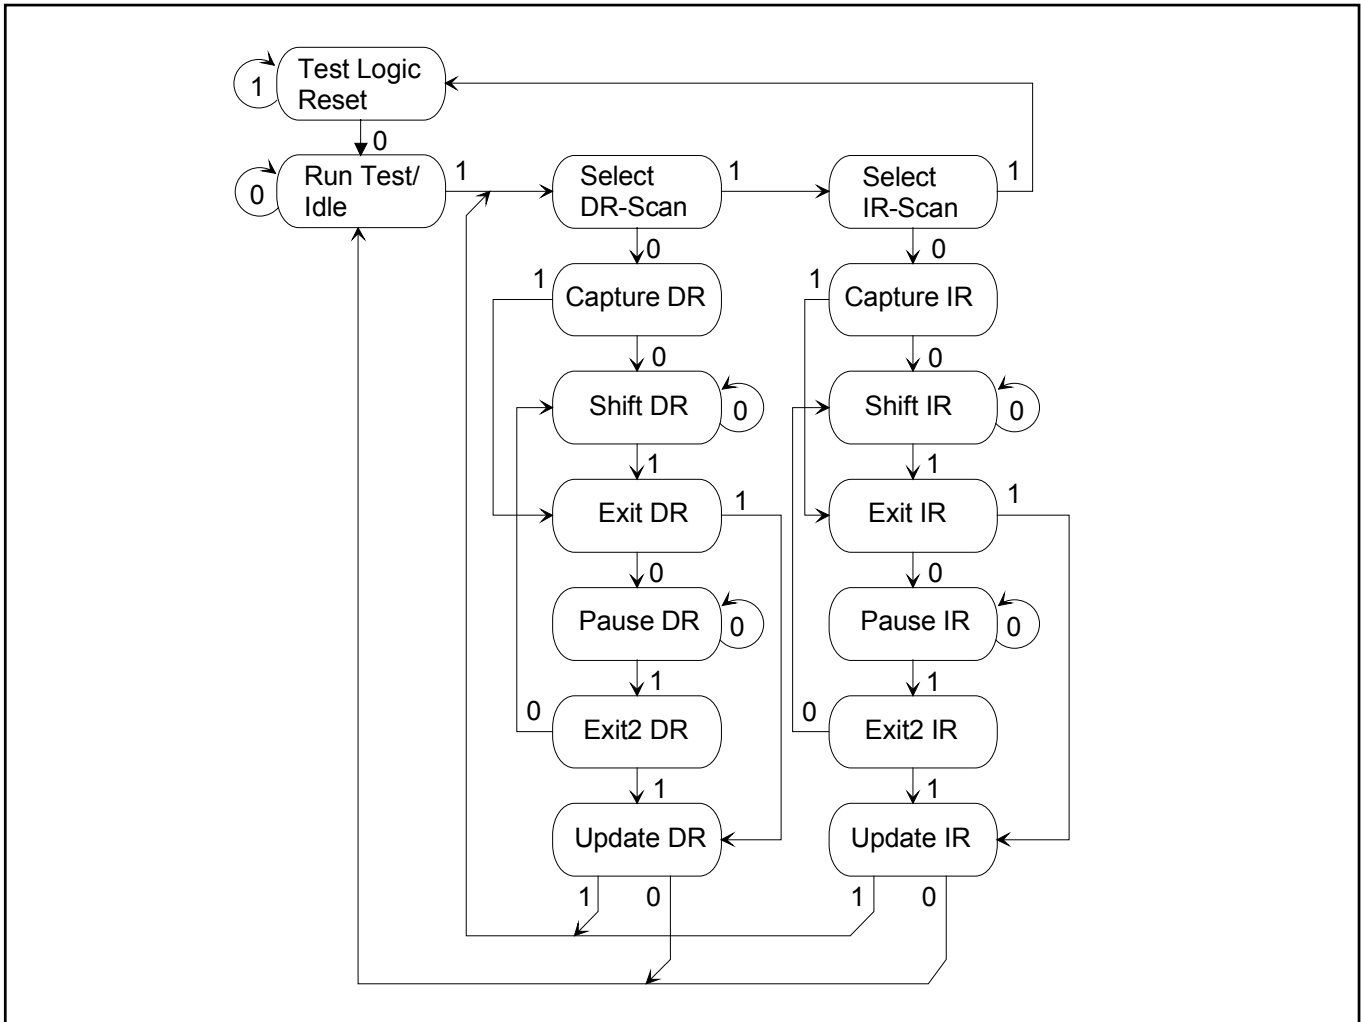 Test Logic
Reset
1
0
Run Test/
Idle
0
1
Select
DR-Scan
1
Select
IR-Scan
1
0
0
1
Capture DR
1
Capture IR
0
0
Shift DR
0
Shift IR
0
1
1
Exit DR
1
Exit IR
1
0
0
Pause DR
0
Pause IR
0
1
1
0
Exit2 DR
0
Exit2 IR
1
1
Update DR
Update IR
1
0
1
0